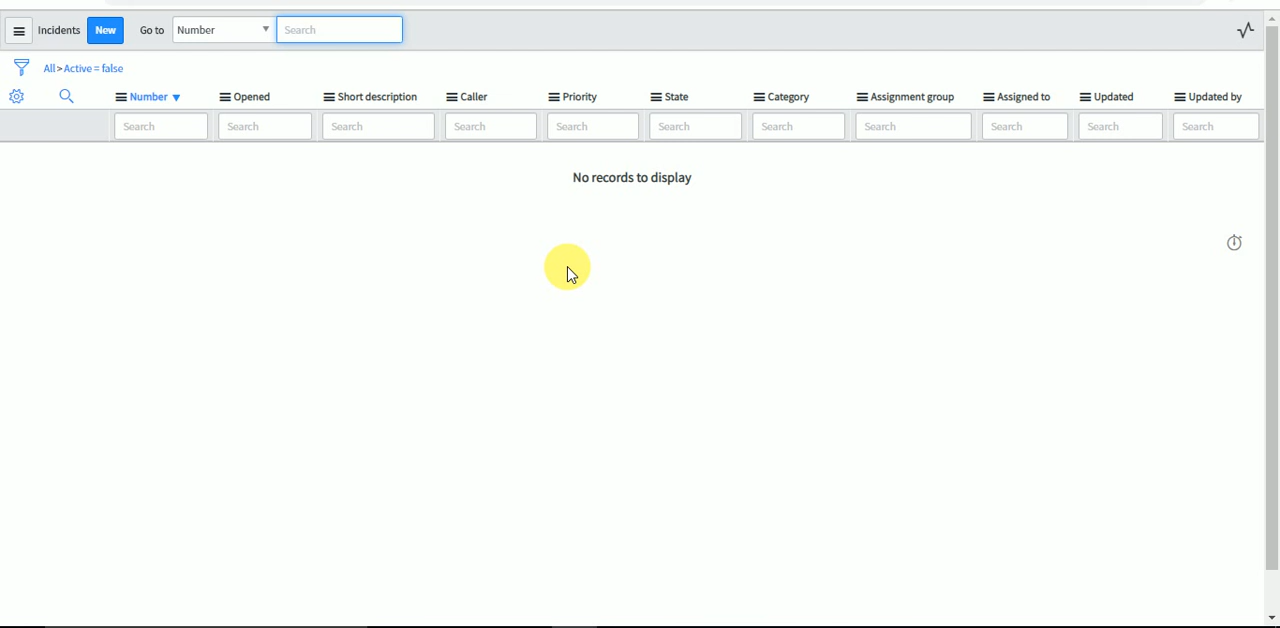 Incidents New Go to Number Search
All>Active = false
Number Opened Short description Caller Priority State Category Assignment group Assigned to Updated Updated by
Search Search Search Search Search Search Search Search Search Search Search
No records to display